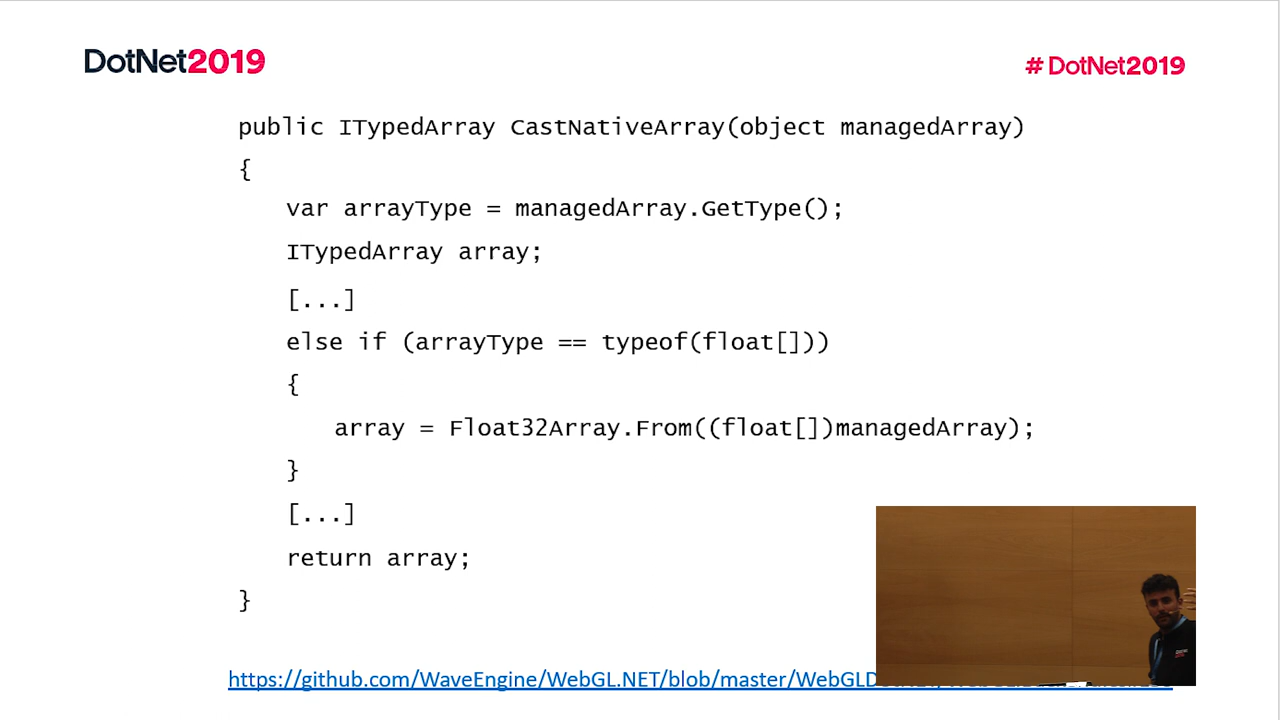 DotNet2019
# DotNet2019
public ITypedArray CastNativeArray(object managedArray)
{
var arrayType = managedArray.GetType();
ITypedArray array;
[...]
else if (arrayType == typeof(float[]))
{
array = Float32Array.From((float[])managedArray);
}
[...]
return array;
}
https://github.com/WaveEngine/WebGL.NET/blob/master/WebGLD